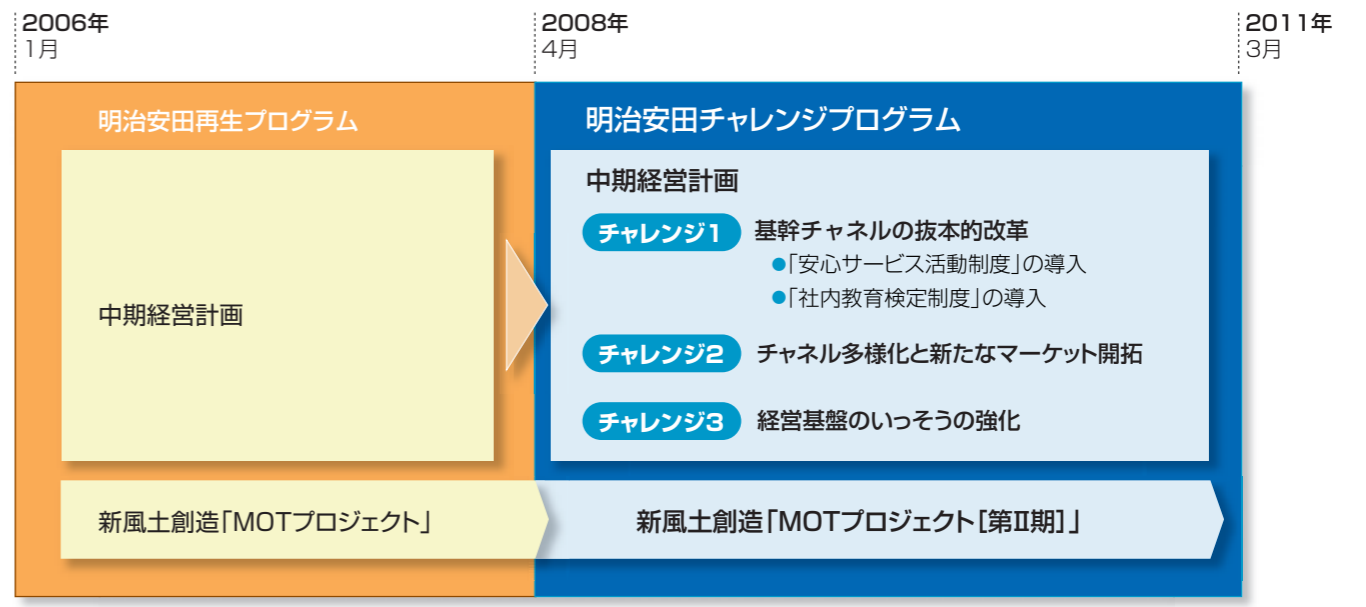 2006年
1月
2008年
4月
2011年
3月
明治安田再生プログラム
中期経営計画
新風土創造「MOTプロジェクト」
明治安田チャレンジプログラム
中期経営計画
チャレンジ1 基幹チャネルの抜本的改革
●「安心サービス活動制度」の導入
●「社内教育検定制度」の導入
チャレンジ2 チャネル多様化と新たなマーケット開拓
チャレンジ3 経営基盤のいっそうの強化
新風土創造「MOTプロジェクト[第Ⅱ期]」